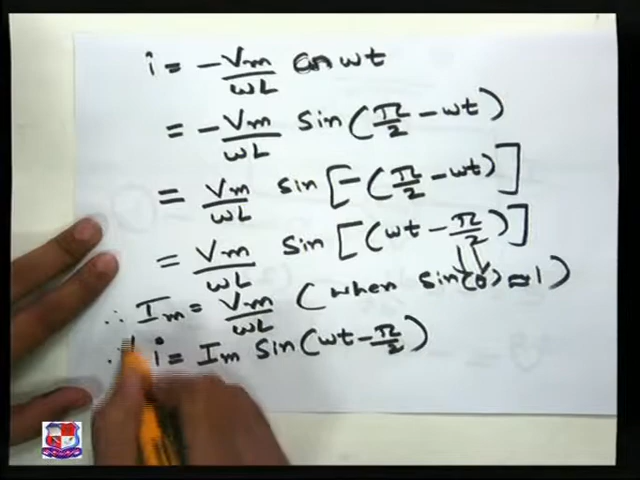 i = - Vm/ωL cos ωt
= - Vm/ωL sin (π/2 - ωt)
= Vm/ωL sin [-(π/2 - ωt)]
= Vm/ωL sin [(ωt - π/2)]
∴ Im = Vm/ωL (when sin(θ) = 1)
∴ i = Im sin(ωt - π/2)